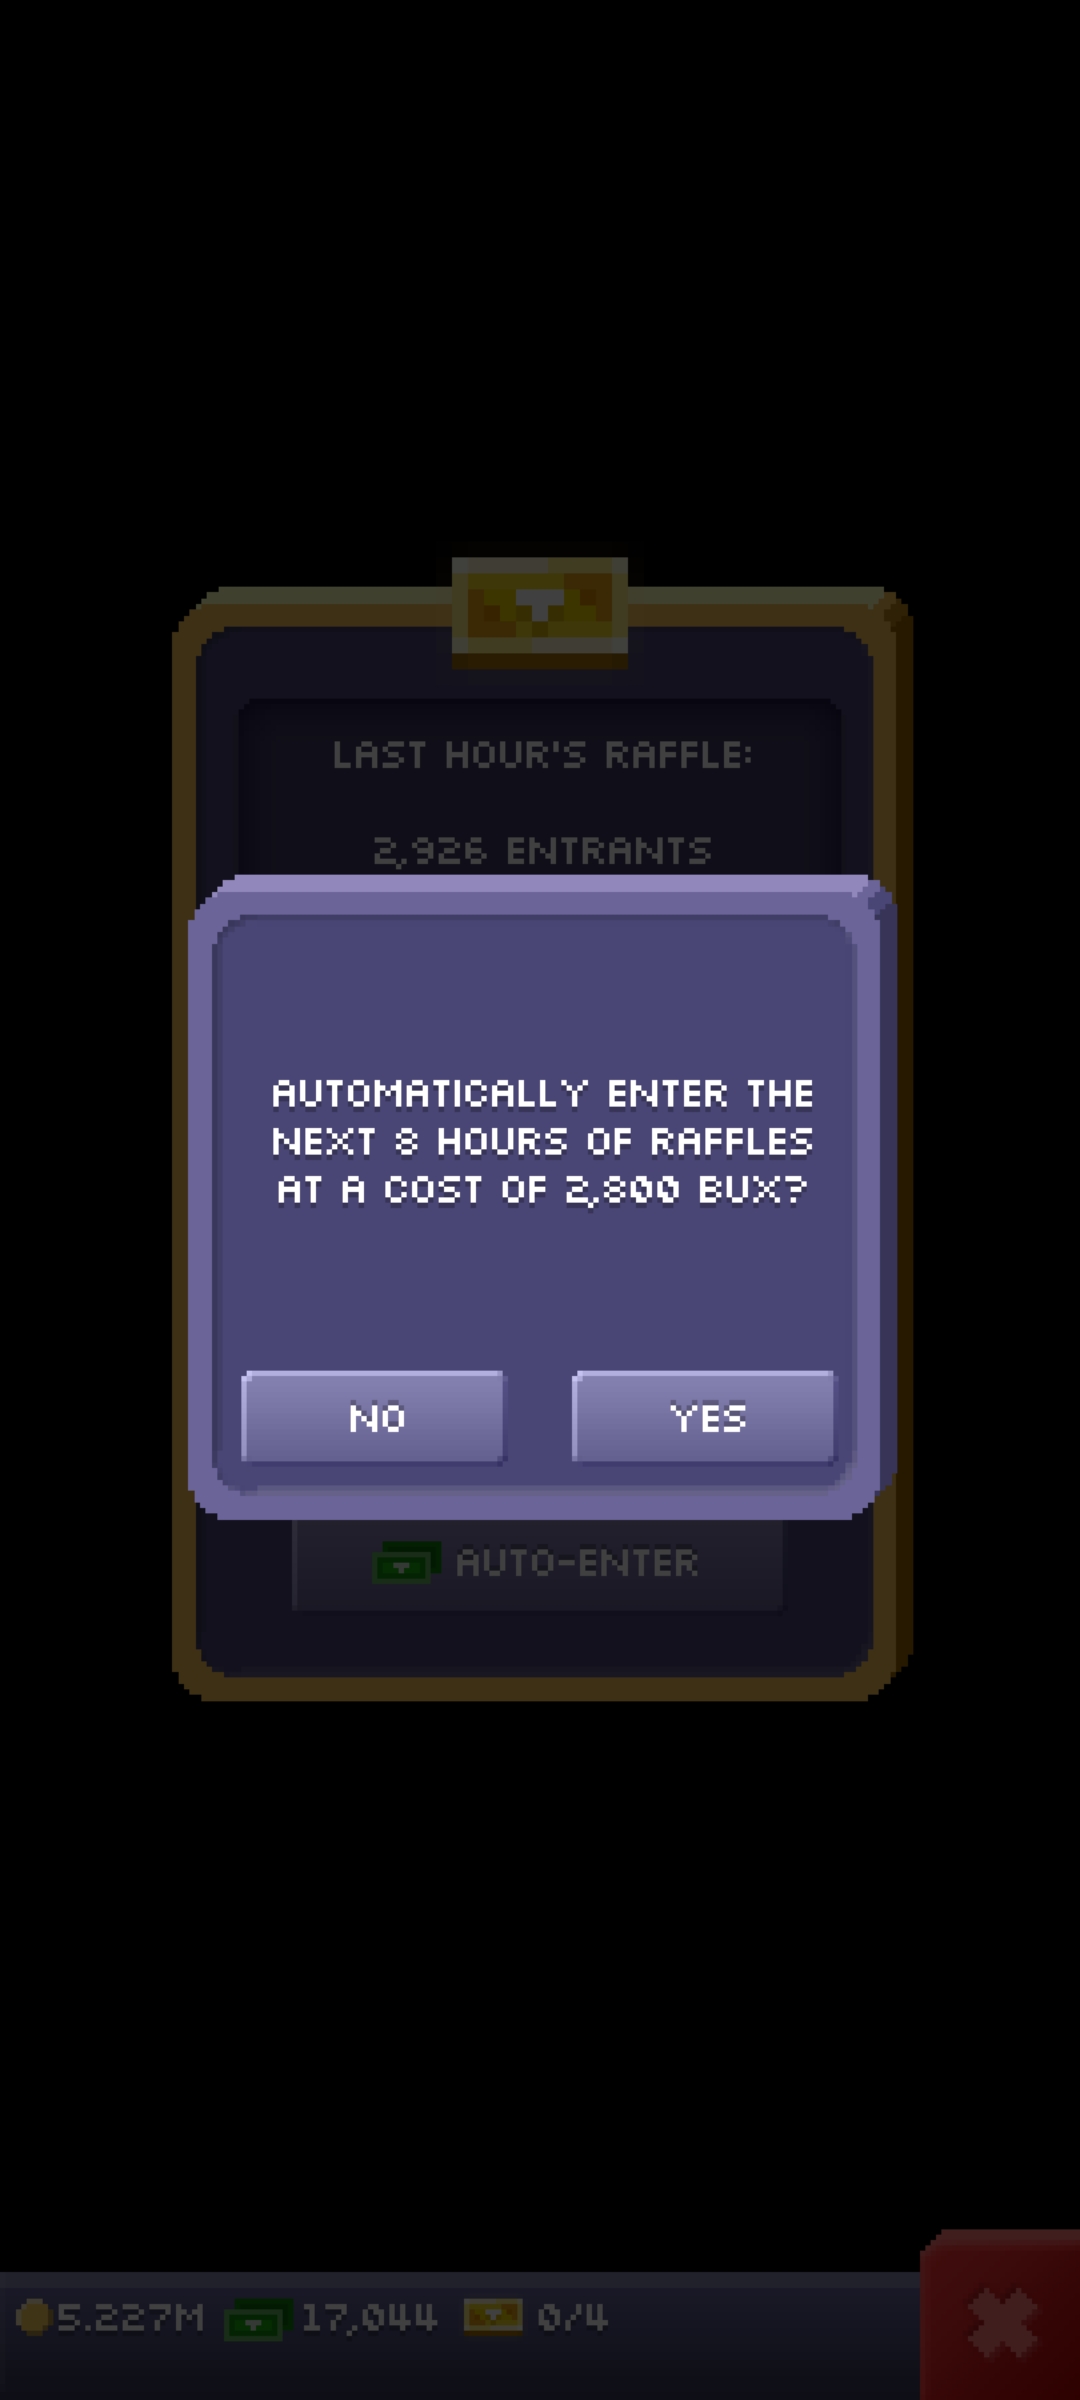 LAST HOUR'S RAFFLE:
2,926 ENTRANTS
AUTOMATICALLY ENTER THE
NEXT 8 HOURS OF RAFFLES
AT A COST OF 2,800 BUX?
NO
YES
AUTO-ENTER
5.227M 17,044 0/4